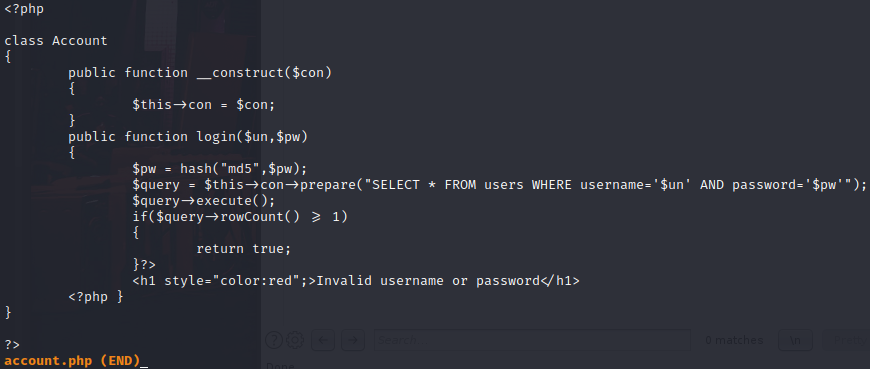 <?php

class Account
{
        public function __construct($con)
        {
                $this->con = $con;
        }
        public function login($un,$pw)
        {
                $pw = hash("md5",$pw);
                $query = $this->con->prepare("SELECT * FROM users WHERE username='$un' AND password='$pw'");
                $query->execute();
                if($query->rowCount() >= 1)
                {
                        return true;
                }?>
                <h1 style="color:red";>Invalid username or password</h1>
        <?php }
}

?>
Search
0 matches
\n
account.php (END)
Done